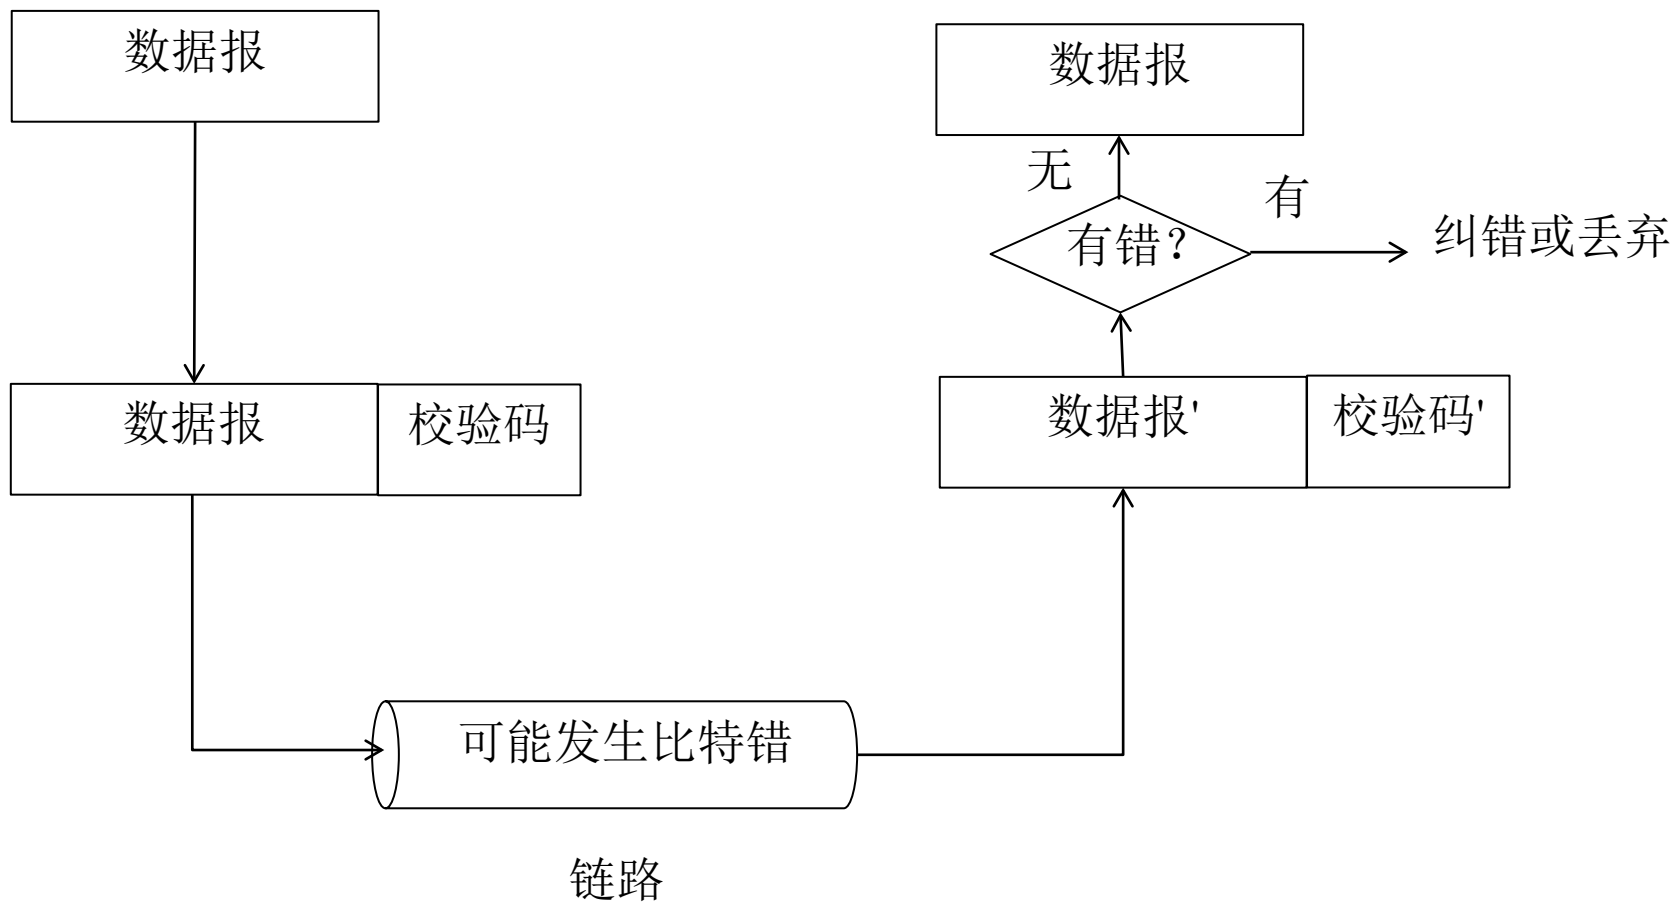 数据报
数据报
无
有
有错？
纠错或丢弃
数据报
校验码
数据报'
校验码'
可能发生比特错
链路